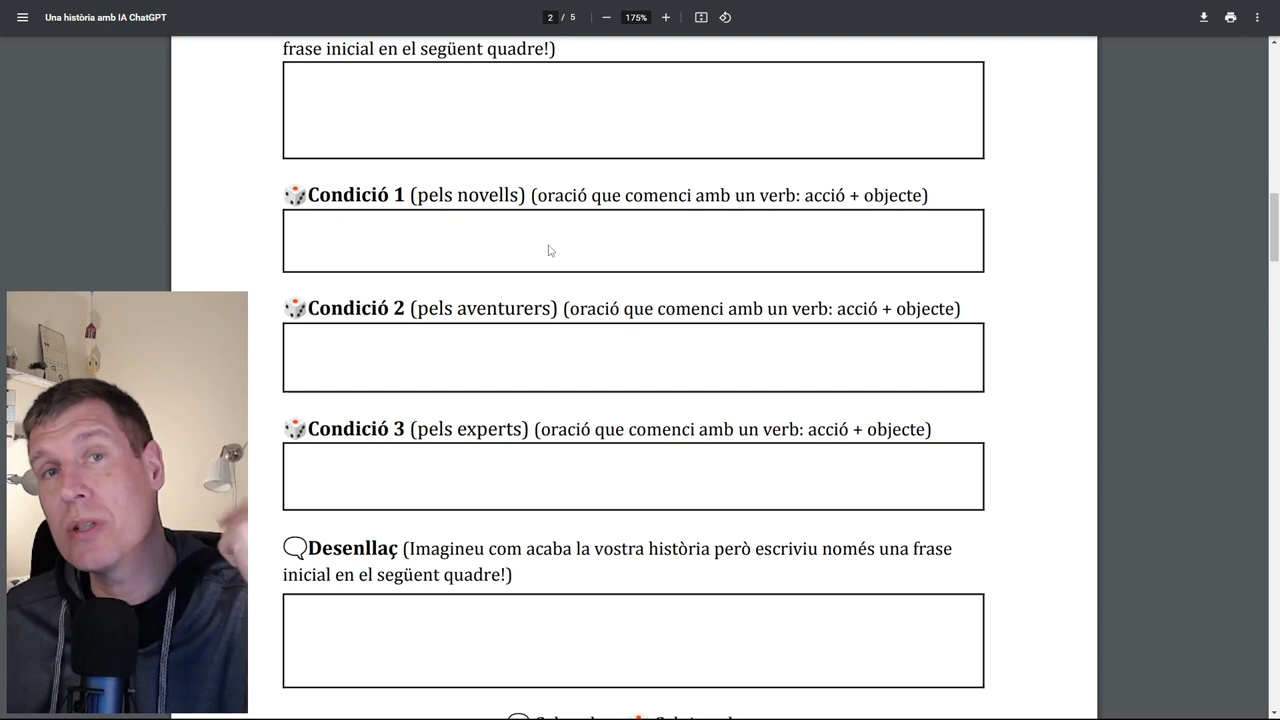 Una història amb IA ChatGPT
2 / 5
175%
frase inicial en el següent quadre!)
Condició 1 (pels novells) (oració que comenci amb un verb: acció + objecte)
Condició 2 (pels aventurers) (oració que comenci amb un verb: acció + objecte)
Condició 3 (pels experts) (oració que comenci amb un verb: acció + objecte)
Desenllaç (Imagineu com acaba la vostra història però escriviu només una frase
inicial en el següent quadre!)